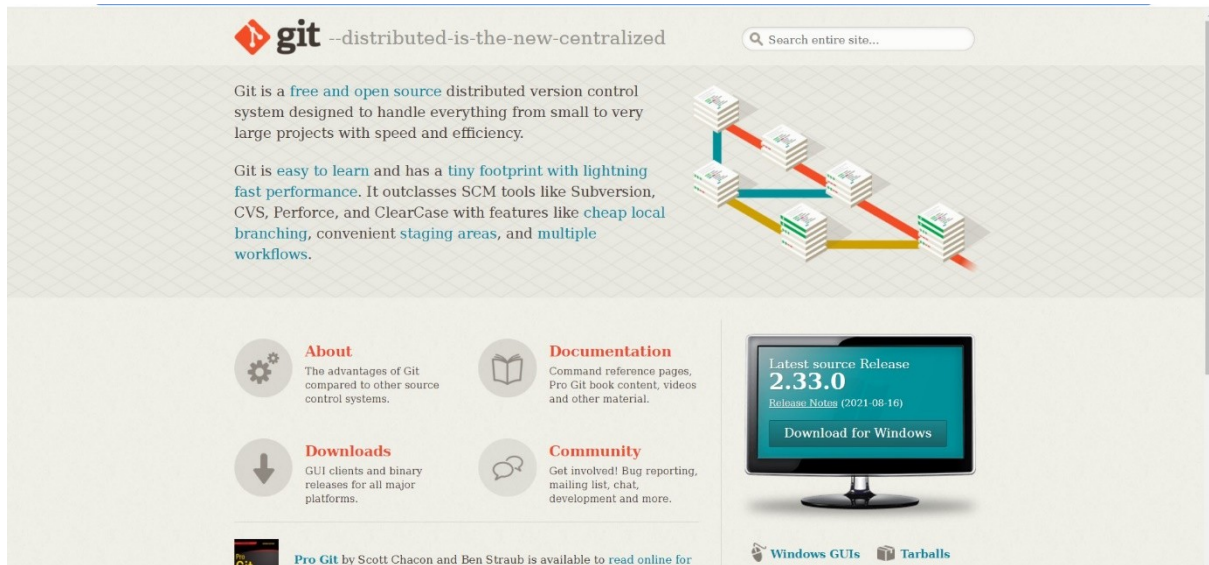 git --distributed-is-the-new-centralized
Search entire site...
Git is a free and open source distributed version control
system designed to handle everything from small to very
large projects with speed and efficiency.
Git is easy to learn and has a tiny footprint with lightning
fast performance. It outclasses SCM tools like Subversion,
CVS, Perforce, and ClearCase with features like cheap local
branching, convenient staging areas, and multiple
workflows.
About
The advantages of Git
compared to other source
control systems.
Documentation
Command reference pages,
Pro Git book content, videos
and other material.
Downloads
GUI clients and binary
releases for all major
platforms.
Community
Get involved! Bug reporting,
mailing list, chat,
development and more.
Latest source Release
2.33.0
Release Notes (2021-08-16)
Download for Windows
Pro Git by Scott Chacon and Ben Straub is available to read online for
Windows GUIs
Tarballs